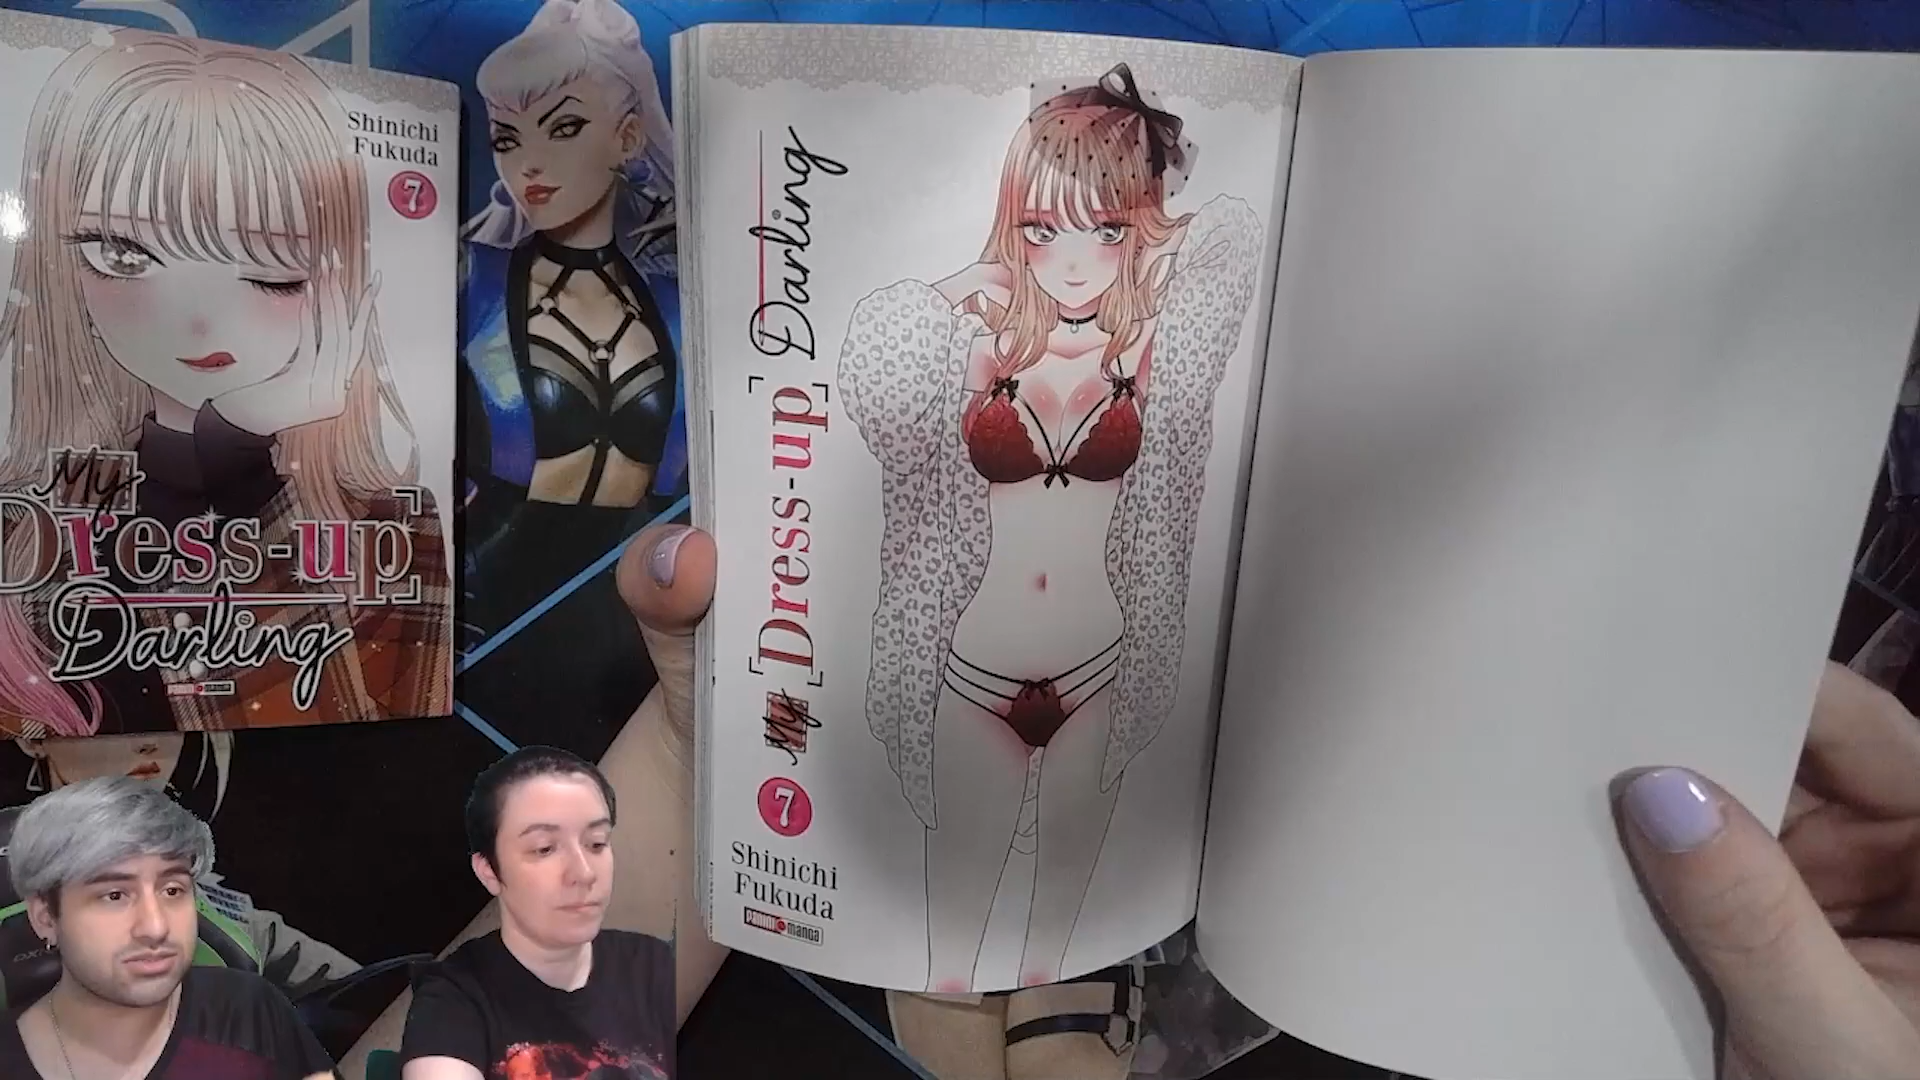 Shinichi
Fukuda
7
My
Dress-up
Darling
PANINI MANGA
My Dress-up Darling
7
Shinichi
Fukuda
PANINI manga